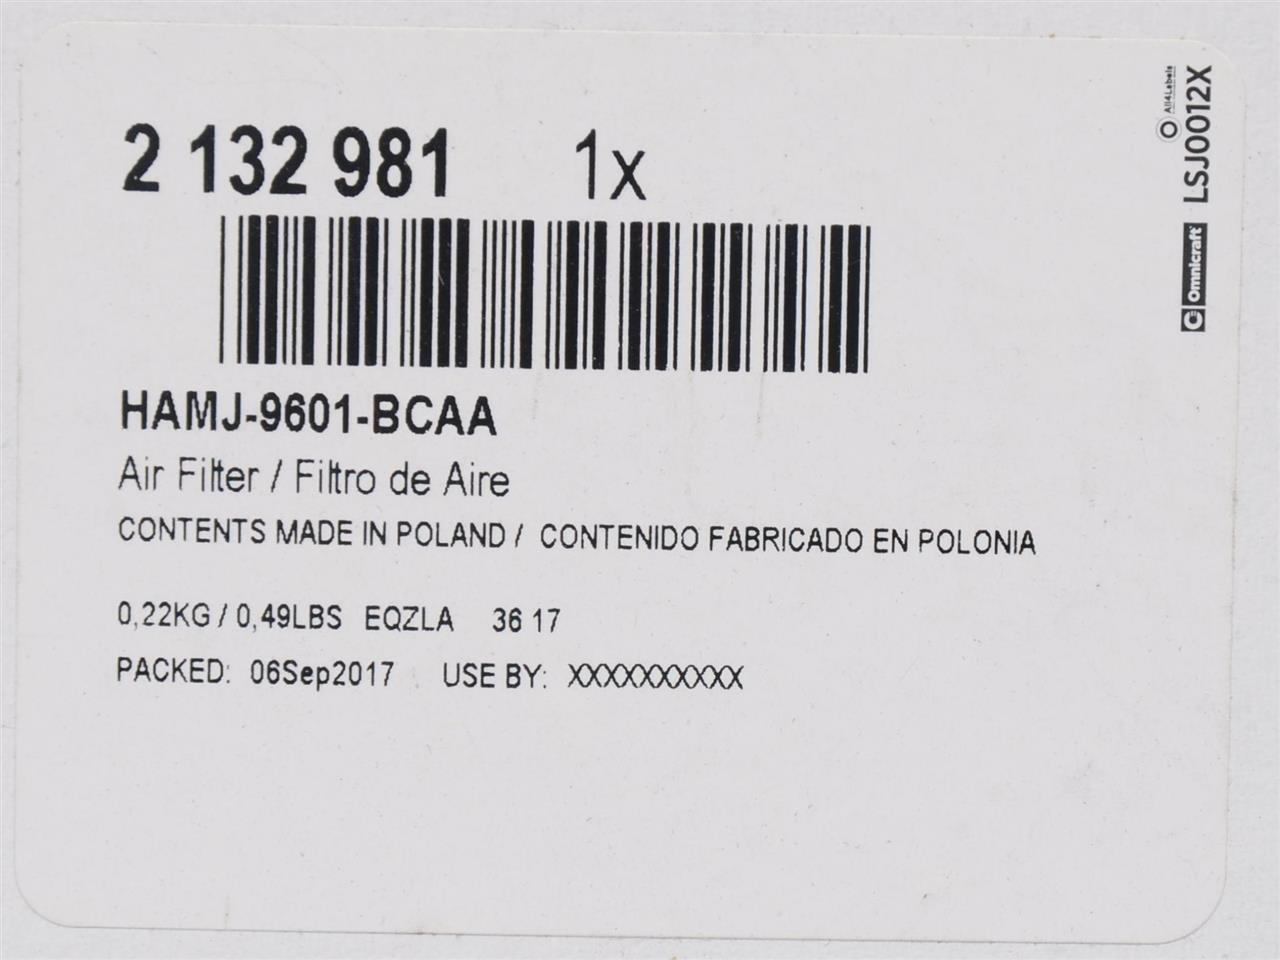 2 132 981 1x
HAMJ-9601-BCAA
Air Filter / Filtro de Aire
CONTENTS MADE IN POLAND / CONTENIDO FABRICADO EN POLONIA
0,22KG / 0,49LBS EQZLA 36 17
PACKED: 06Sep2017 USE BY: XXXXXXXXXX
All4Labels
Omnicraft LSJ0012X